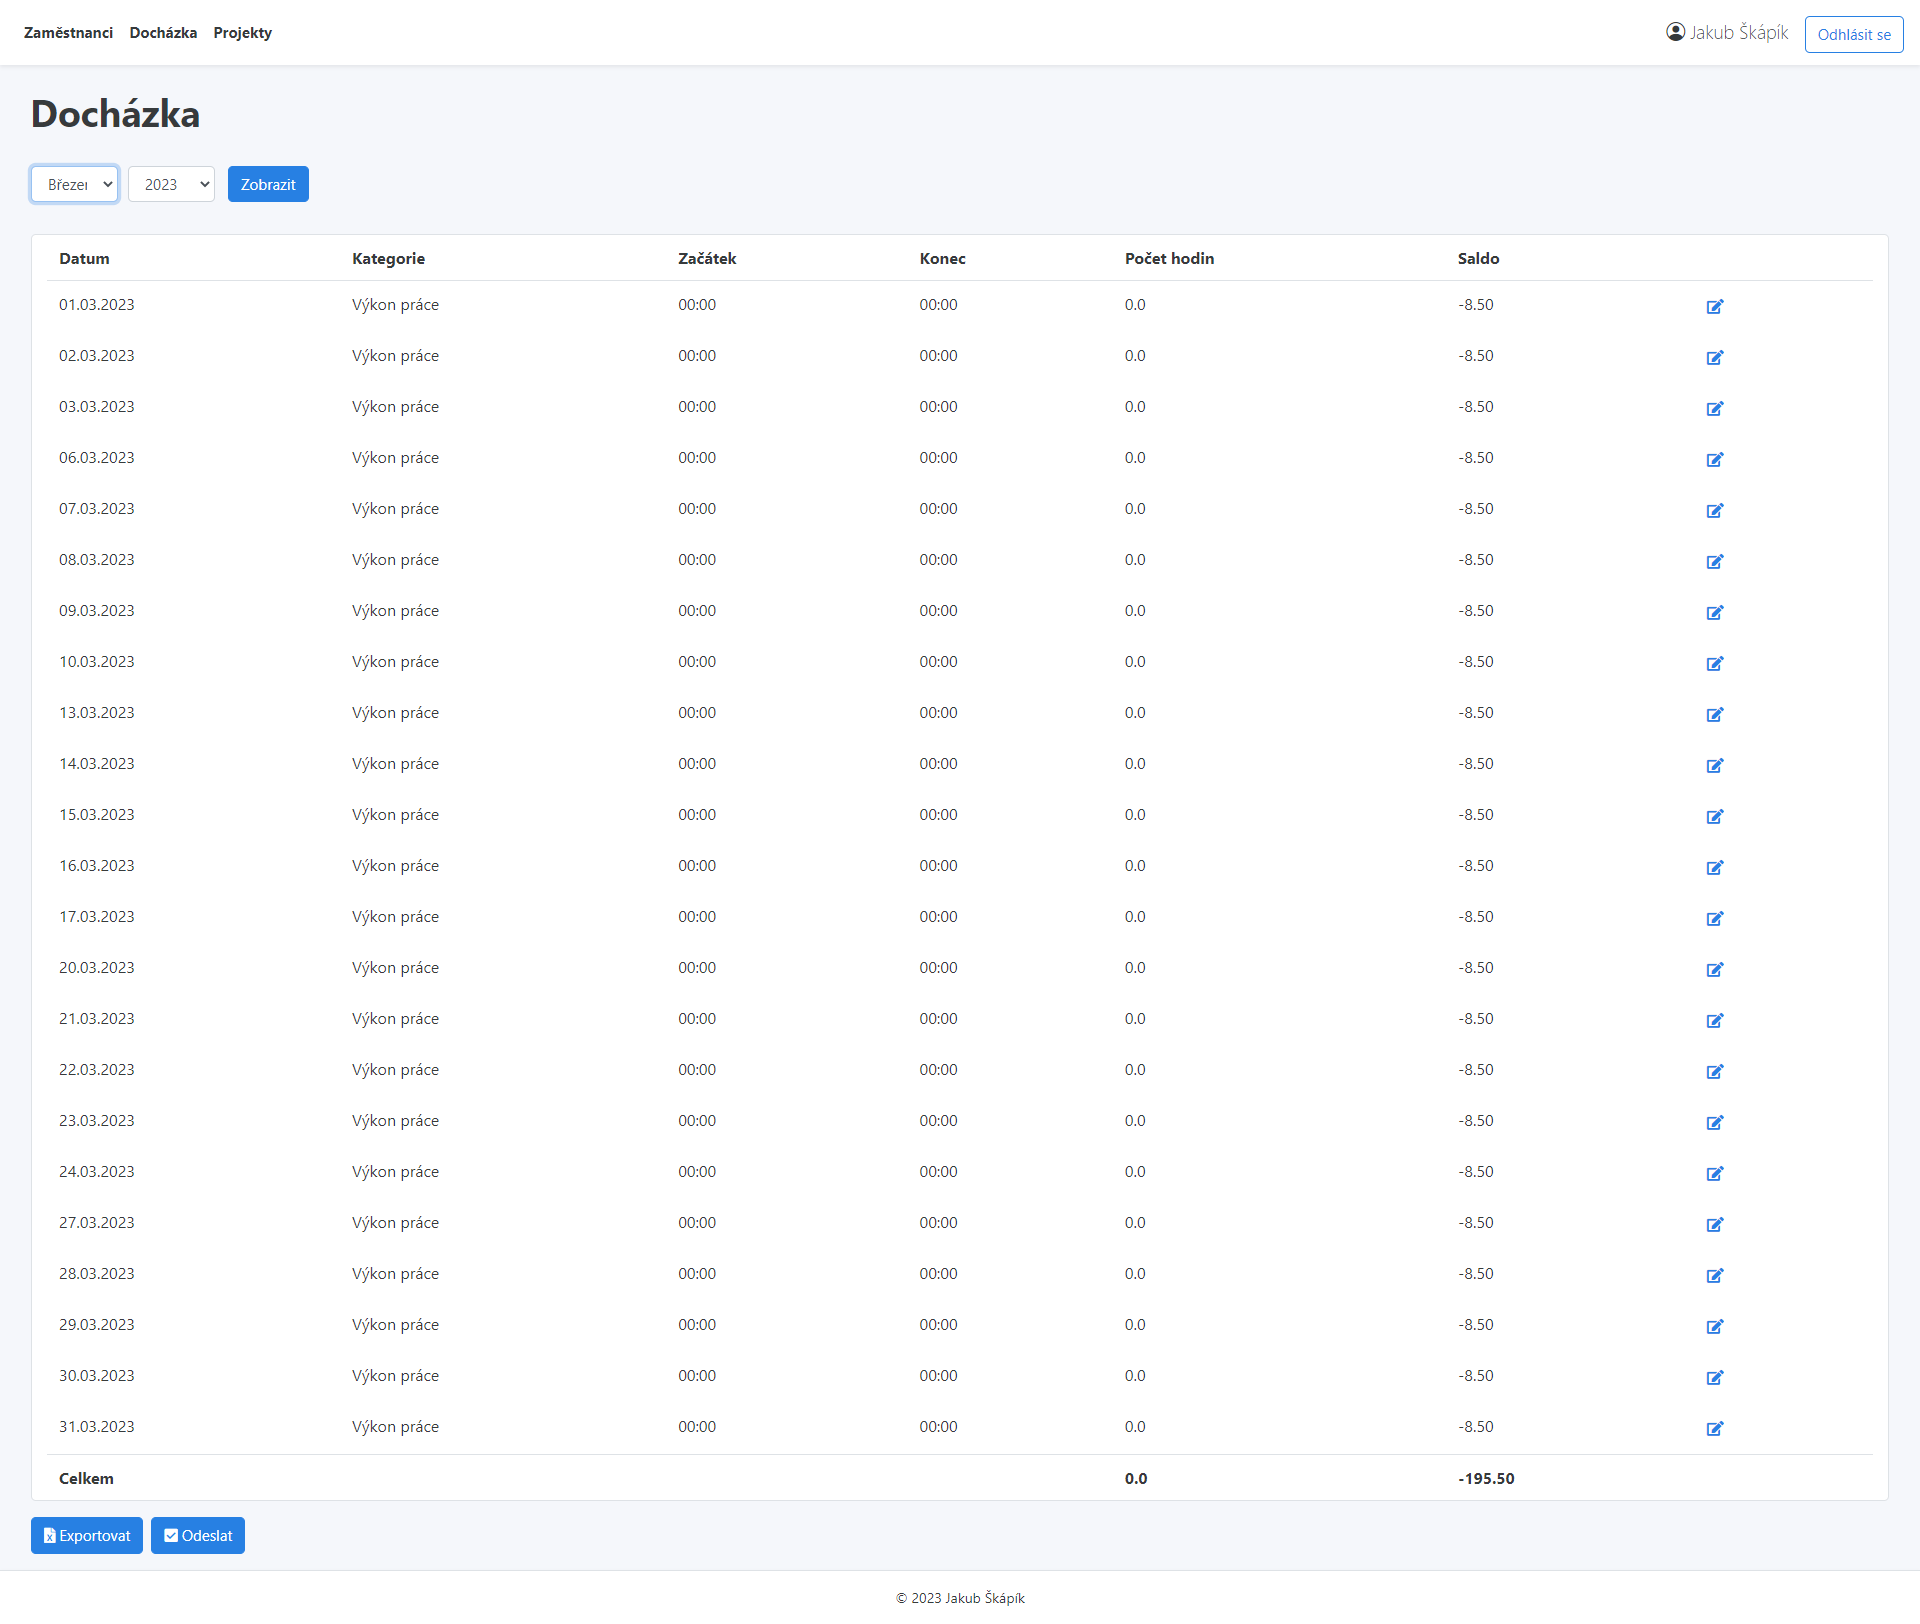 Zaměstnanci Docházka Projekty Jakub Škápík Odhlásit se
Docházka
Březen 2023 Zobrazit
Datum Kategorie Začátek Konec Počet hodin Saldo
01.03.2023 Výkon práce 00:00 00:00 0.0 -8.50
02.03.2023 Výkon práce 00:00 00:00 0.0 -8.50
03.03.2023 Výkon práce 00:00 00:00 0.0 -8.50
06.03.2023 Výkon práce 00:00 00:00 0.0 -8.50
07.03.2023 Výkon práce 00:00 00:00 0.0 -8.50
08.03.2023 Výkon práce 00:00 00:00 0.0 -8.50
09.03.2023 Výkon práce 00:00 00:00 0.0 -8.50
10.03.2023 Výkon práce 00:00 00:00 0.0 -8.50
13.03.2023 Výkon práce 00:00 00:00 0.0 -8.50
14.03.2023 Výkon práce 00:00 00:00 0.0 -8.50
15.03.2023 Výkon práce 00:00 00:00 0.0 -8.50
16.03.2023 Výkon práce 00:00 00:00 0.0 -8.50
17.03.2023 Výkon práce 00:00 00:00 0.0 -8.50
20.03.2023 Výkon práce 00:00 00:00 0.0 -8.50
21.03.2023 Výkon práce 00:00 00:00 0.0 -8.50
22.03.2023 Výkon práce 00:00 00:00 0.0 -8.50
23.03.2023 Výkon práce 00:00 00:00 0.0 -8.50
24.03.2023 Výkon práce 00:00 00:00 0.0 -8.50
27.03.2023 Výkon práce 00:00 00:00 0.0 -8.50
28.03.2023 Výkon práce 00:00 00:00 0.0 -8.50
29.03.2023 Výkon práce 00:00 00:00 0.0 -8.50
30.03.2023 Výkon práce 00:00 00:00 0.0 -8.50
31.03.2023 Výkon práce 00:00 00:00 0.0 -8.50
Celkem 0.0 -195.50
Exportovat Odeslat
© 2023 Jakub Škápík